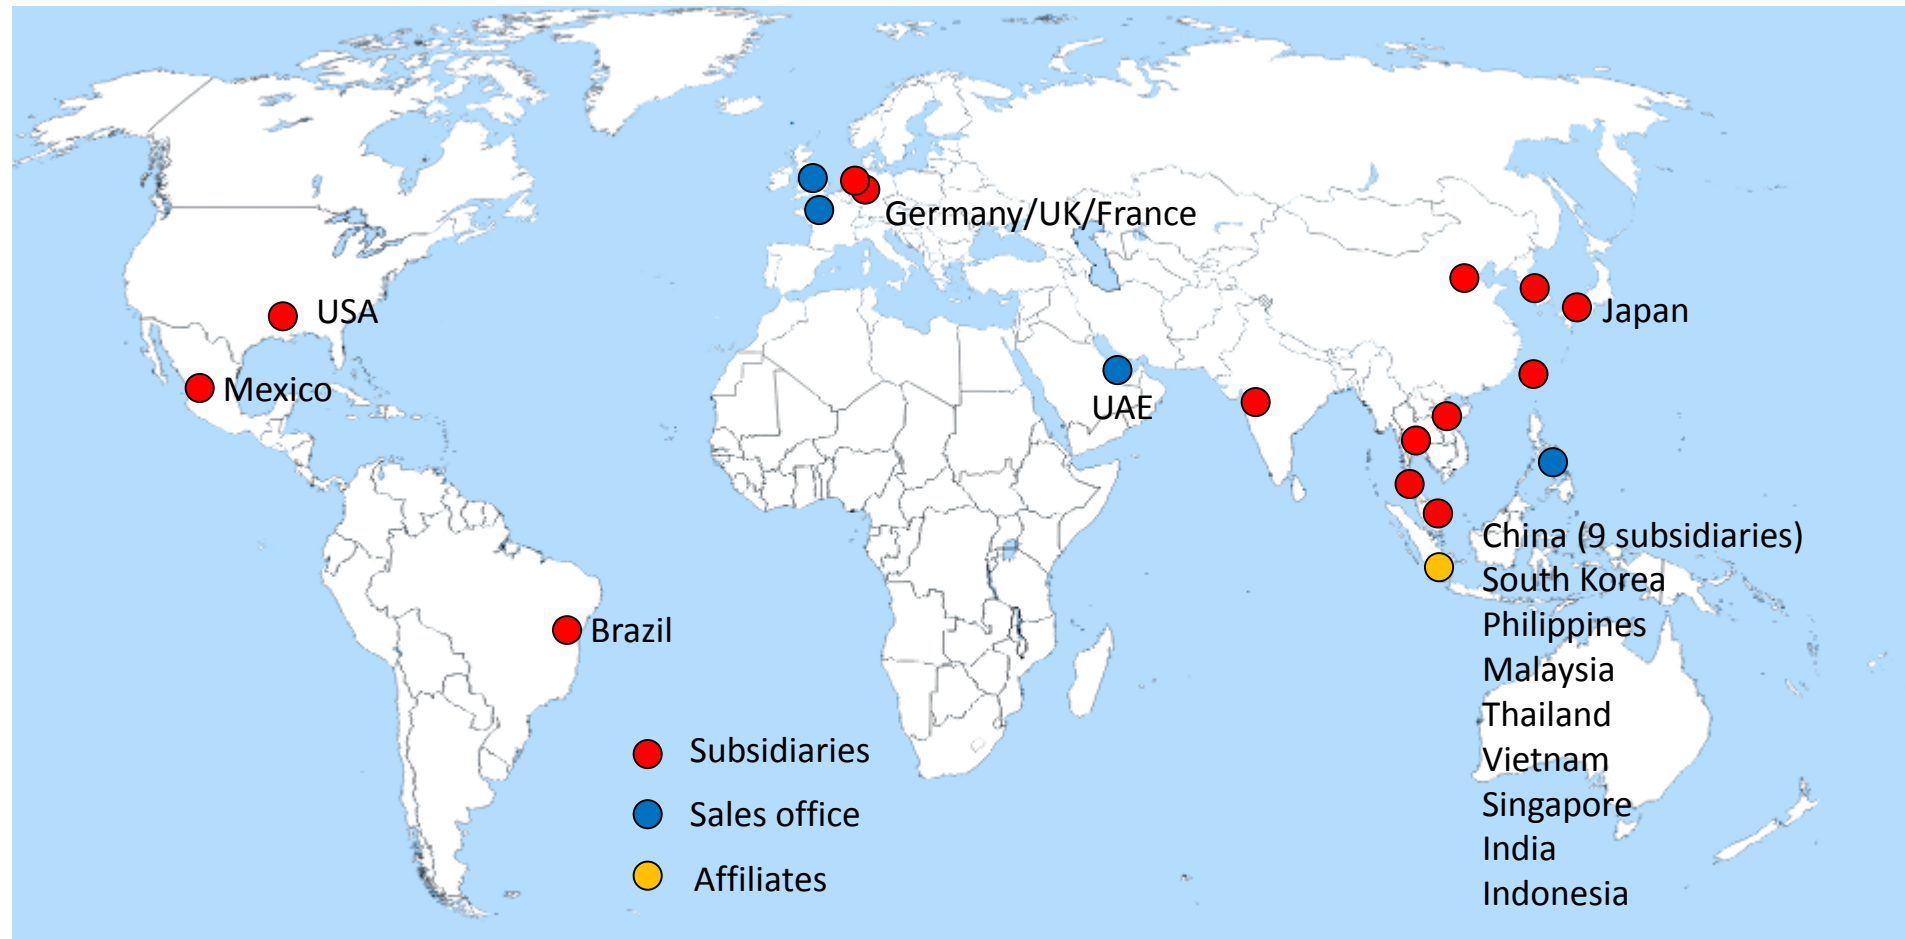 Germany/UK/France
USA
Japan
Mexico
UAE
China (9 subsidiaries)
South Korea
Philippines
Malaysia
Thailand
Vietnam
Singapore
India
Indonesia
Brazil
Subsidiaries
Sales office
Affiliates